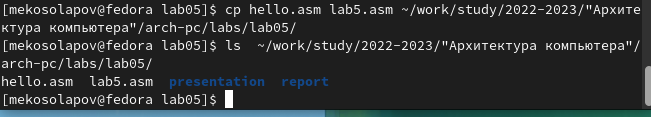 [mekosolapov@fedora lab05]$ cp hello.asm lab5.asm ~/work/study/2022-2023/"Архите
ктура компьютера"/arch-pc/labs/lab05/
[mekosolapov@fedora lab05]$ ls  ~/work/study/2022-2023/"Архитектура компьютера"/
arch-pc/labs/lab05/
hello.asm  lab5.asm  presentation  report
[mekosolapov@fedora lab05]$